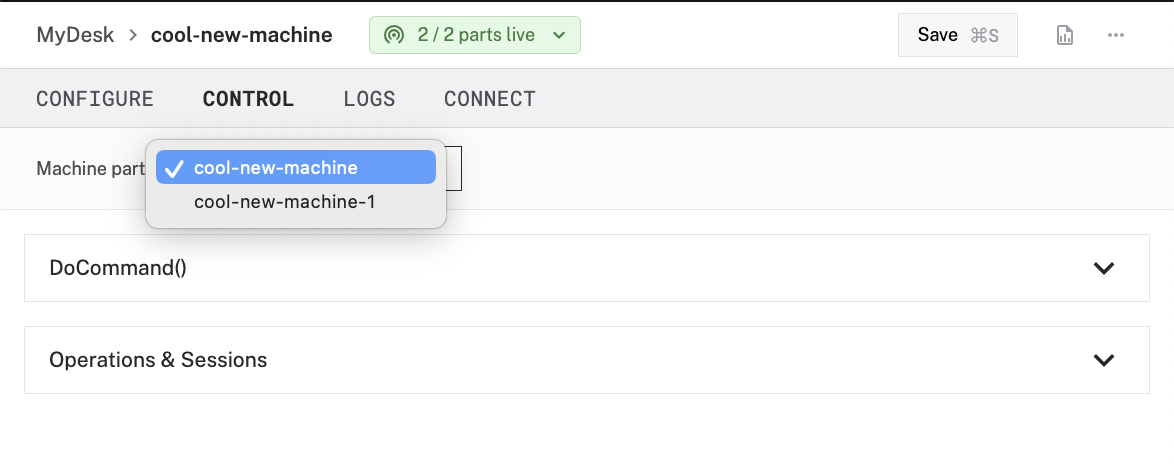 MyDesk > cool-new-machine 2 / 2 parts live Save ⌘S
CONFIGURE CONTROL LOGS CONNECT
Machine part
cool-new-machine
cool-new-machine-1
DoCommand()
Operations & Sessions